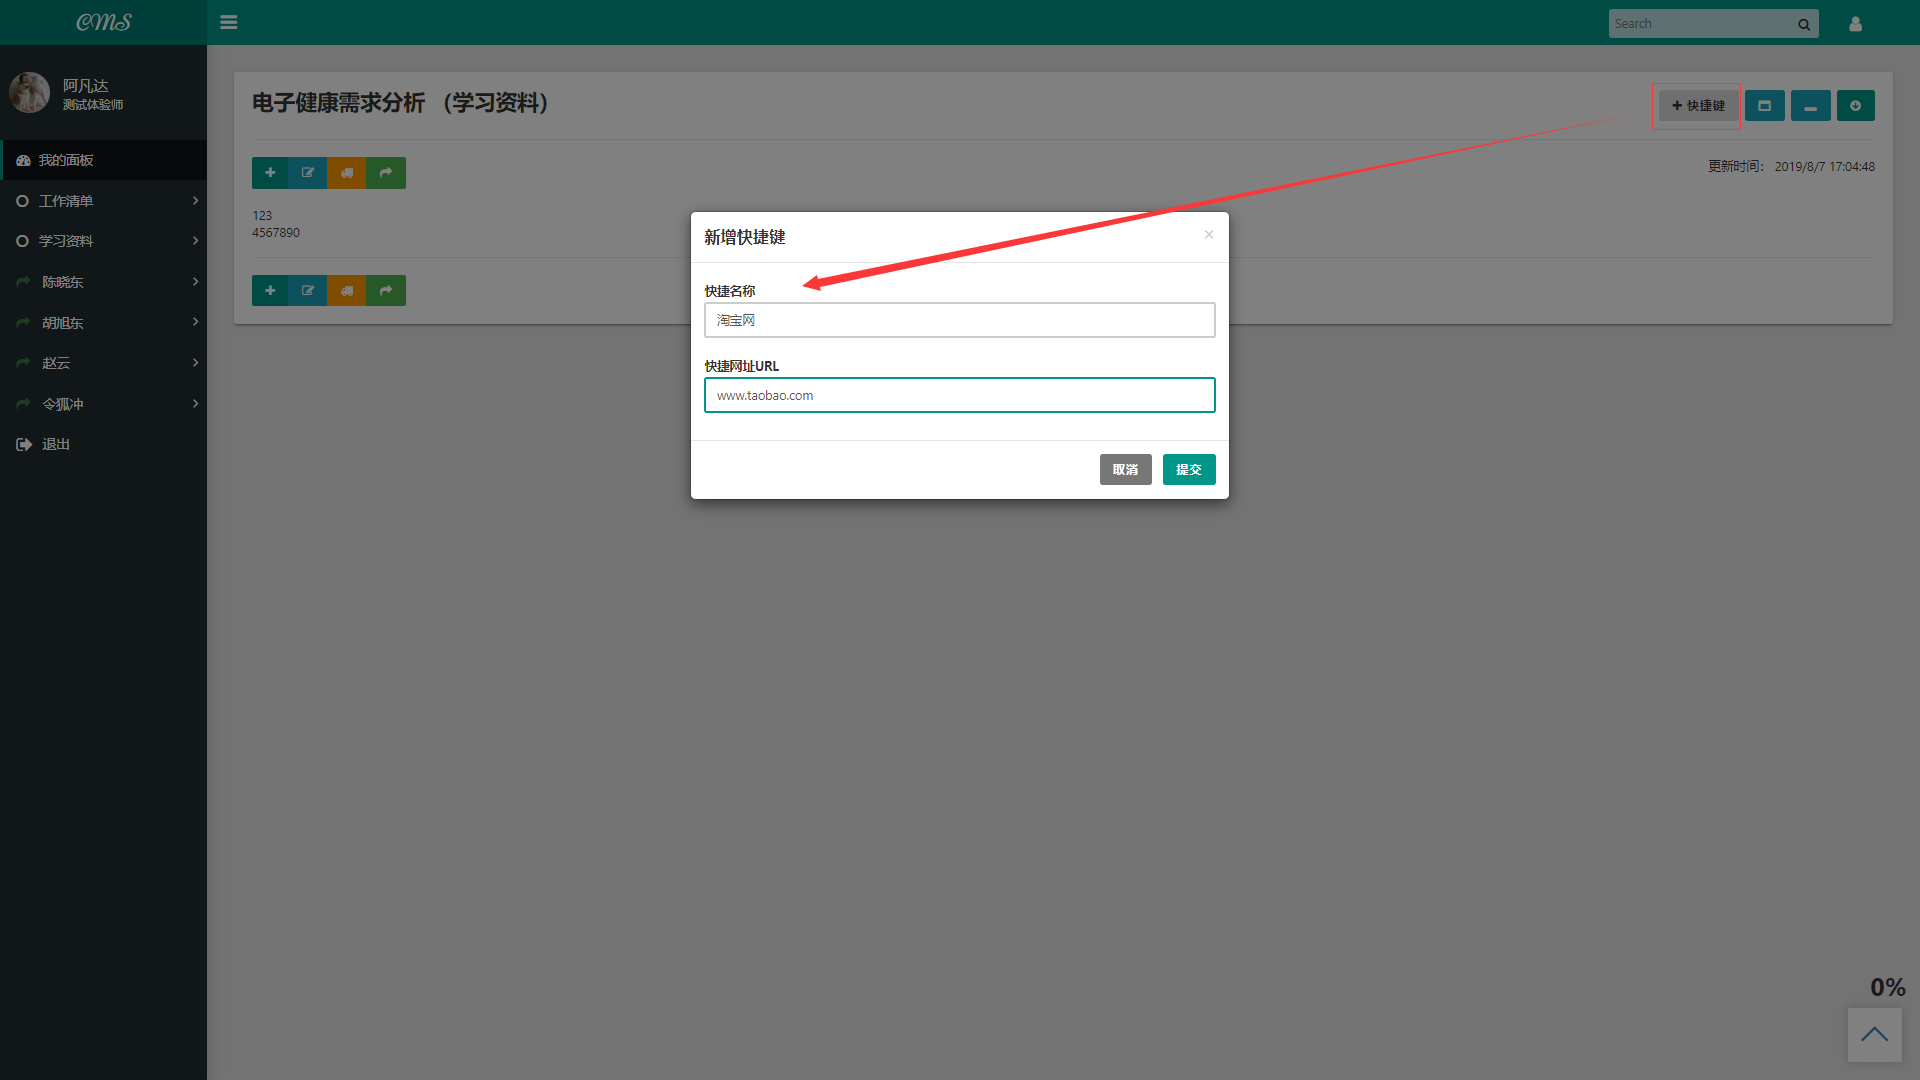 CMS
Search
阿凡达
测试体验师
我的面板
工作清单
学习资料
陈晓东
胡旭东
赵云
令狐冲
退出
电子健康需求分析 （学习资料）
快捷键
更新时间： 2019/8/7 17:04:48
123
4567890
新增快捷键
×
快捷名称
淘宝网
快捷网址URL
www.taobao.com
取消
提交
0%